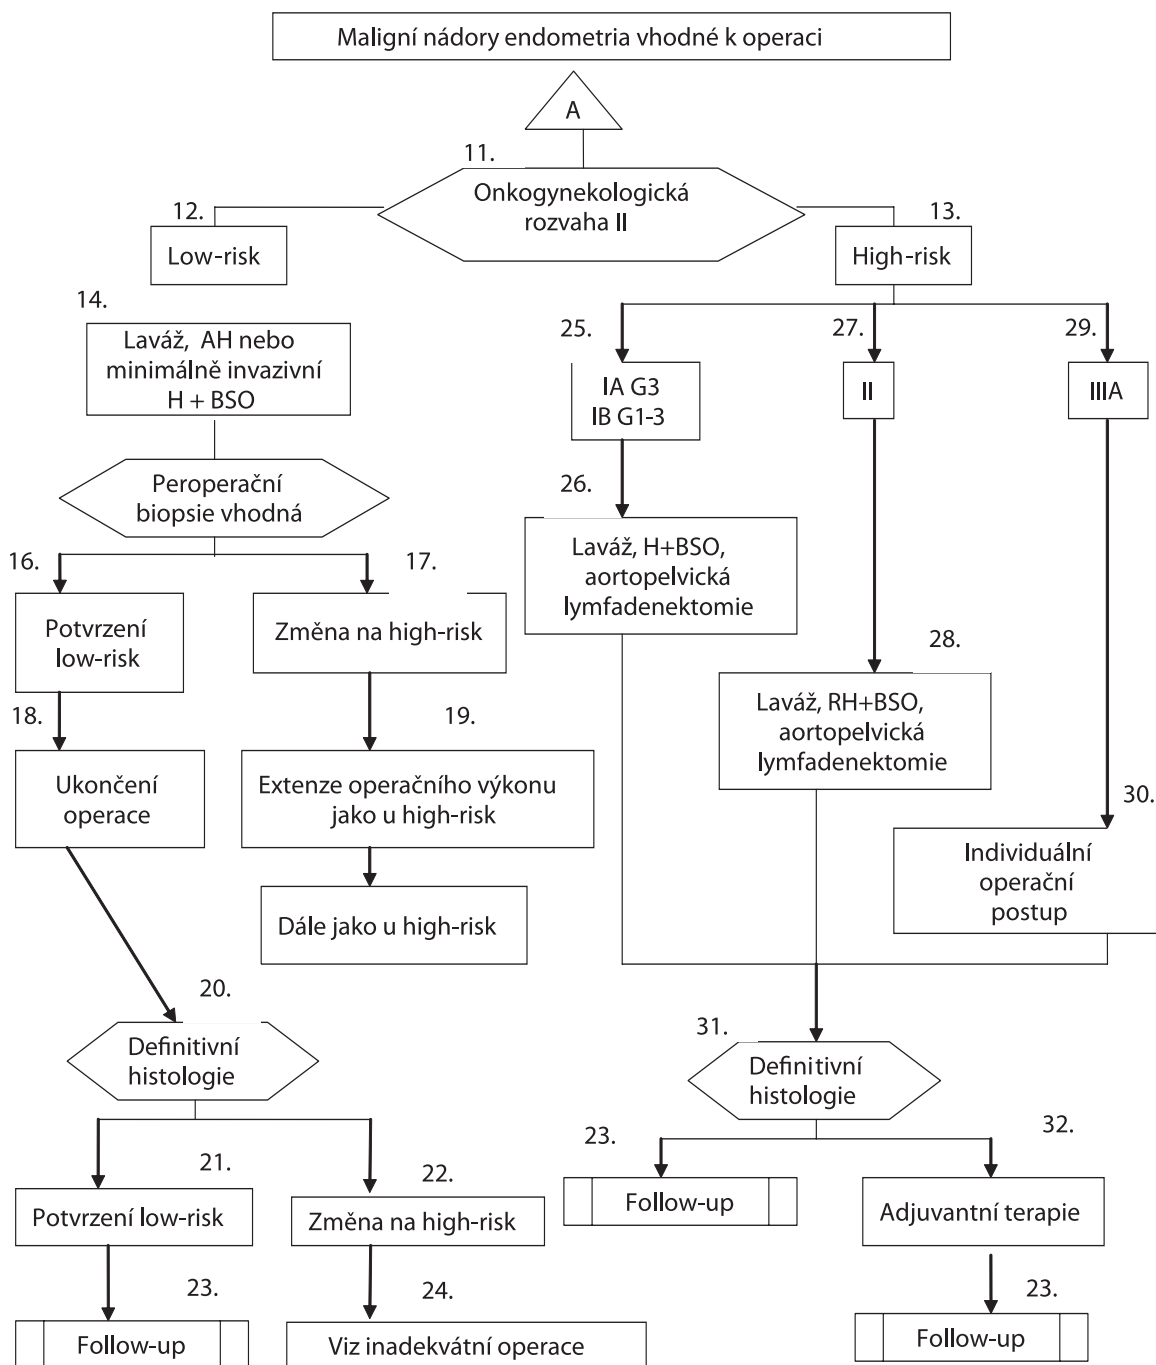 Maligní nádory endometria vhodné k operaci
A
11.
Onkogynekologická
rozvaha II
12.
Low-risk
13.
High-risk
14.
Laváž, AH nebo
minimálně invazivní
H + BSO
Peroperační
biopsie vhodná
16.
Potvrzení
low-risk
17.
Změna na high-risk
18.
Ukončení
operace
19.
Extenze operačního výkonu
jako u high-risk
Dále jako u high-risk
20.
Definitivní
histologie
21.
Potvrzení low-risk
22.
Změna na high-risk
23.
Follow-up
24.
Viz inadekvátní operace
25.
IA G3
IB G1-3
26.
Laváž, H+BSO,
aortopelvická
lymfadenektomie
27.
II
28.
Laváž, RH+BSO,
aortopelvická
lymfadenektomie
29.
IIIA
30.
Individuální
operační
postup
31.
Definitivní
histologie
23.
Follow-up
32.
Adjuvantní terapie
23.
Follow-up